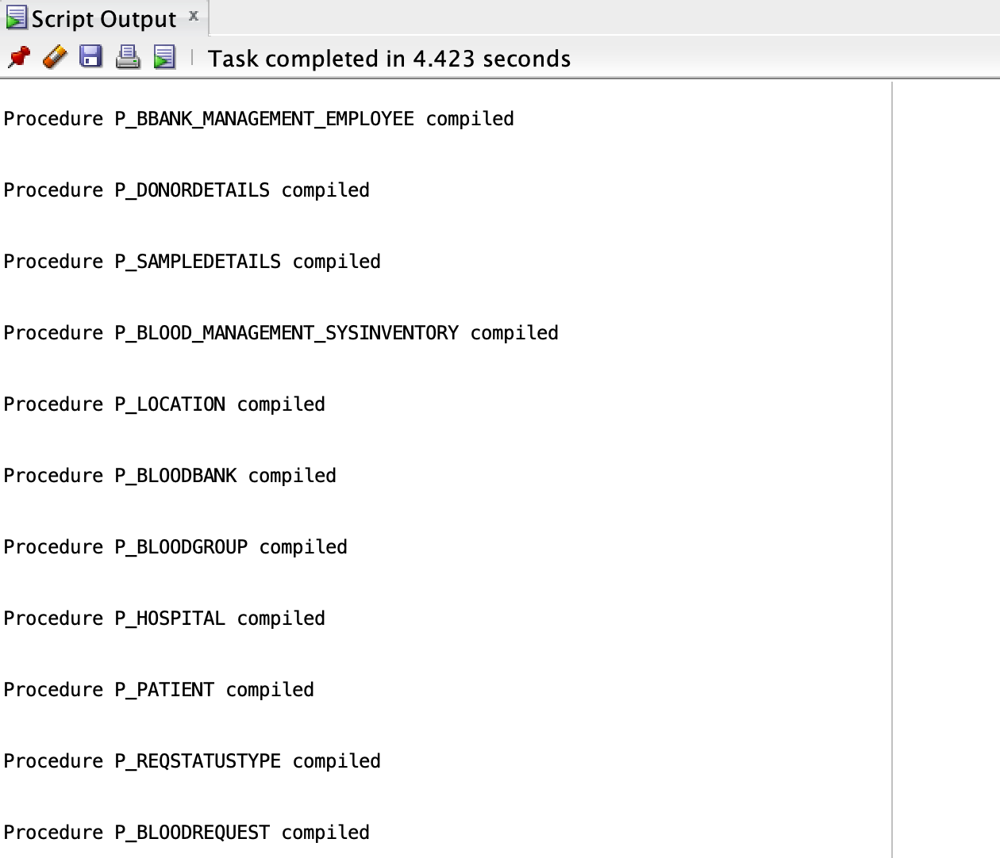 Script Output x
Task completed in 4.423 seconds
Procedure P_BBANK_MANAGEMENT_EMPLOYEE compiled
Procedure P_DONORDETAILS compiled
Procedure P_SAMPLEDETAILS compiled
Procedure P_BLOOD_MANAGEMENT_SYSINVENTORY compiled
Procedure P_LOCATION compiled
Procedure P_BLOODBANK compiled
Procedure P_BLOODGROUP compiled
Procedure P_HOSPITAL compiled
Procedure P_PATIENT compiled
Procedure P_REQSTATUSTYPE compiled
Procedure P_BLOODREQUEST compiled